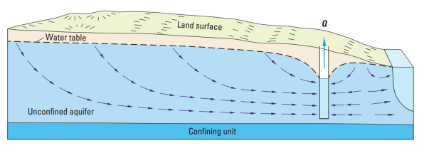 Q
Land surface
Water table
Unconfined aquifer
Confining unit